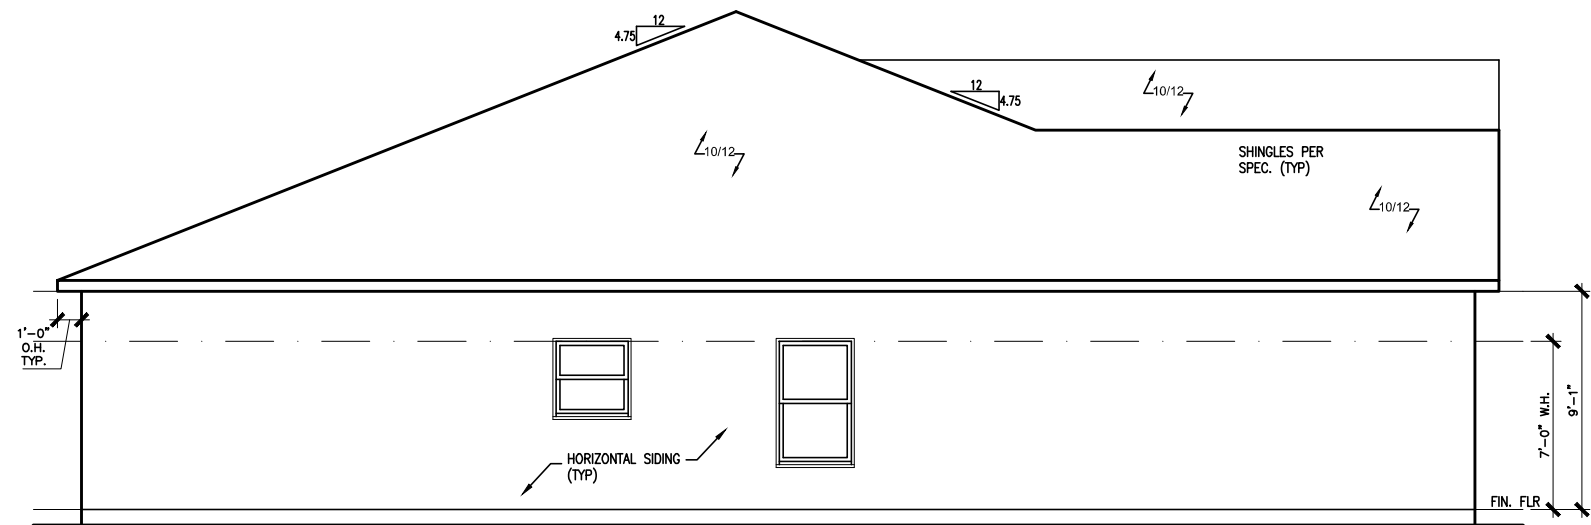 12
4.75
12
4.75
10/12
10/12
SHINGLES PER
SPEC. (TYP)
10/12
1'-0"
O.H.
TYP.
HORIZONTAL SIDING
(TYP)
7'-0" W.H.
9'-1"
FIN. FLR